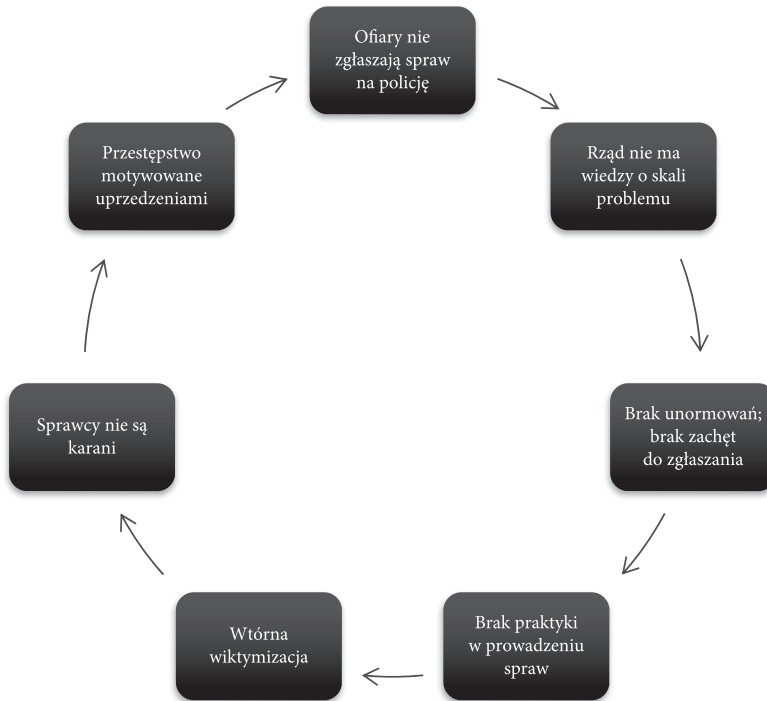 Ofiary nie
zgłaszają spraw
na policję
Rząd nie ma
wiedzy o skali
problemu
Brak unormowań;
brak zachęt
do zgłaszania
Brak praktyki
w prowadzeniu
spraw
Wtórna
wiktymizacja
Sprawcy nie są
karani
Przestępstwo
motywowane
uprzedzeniami